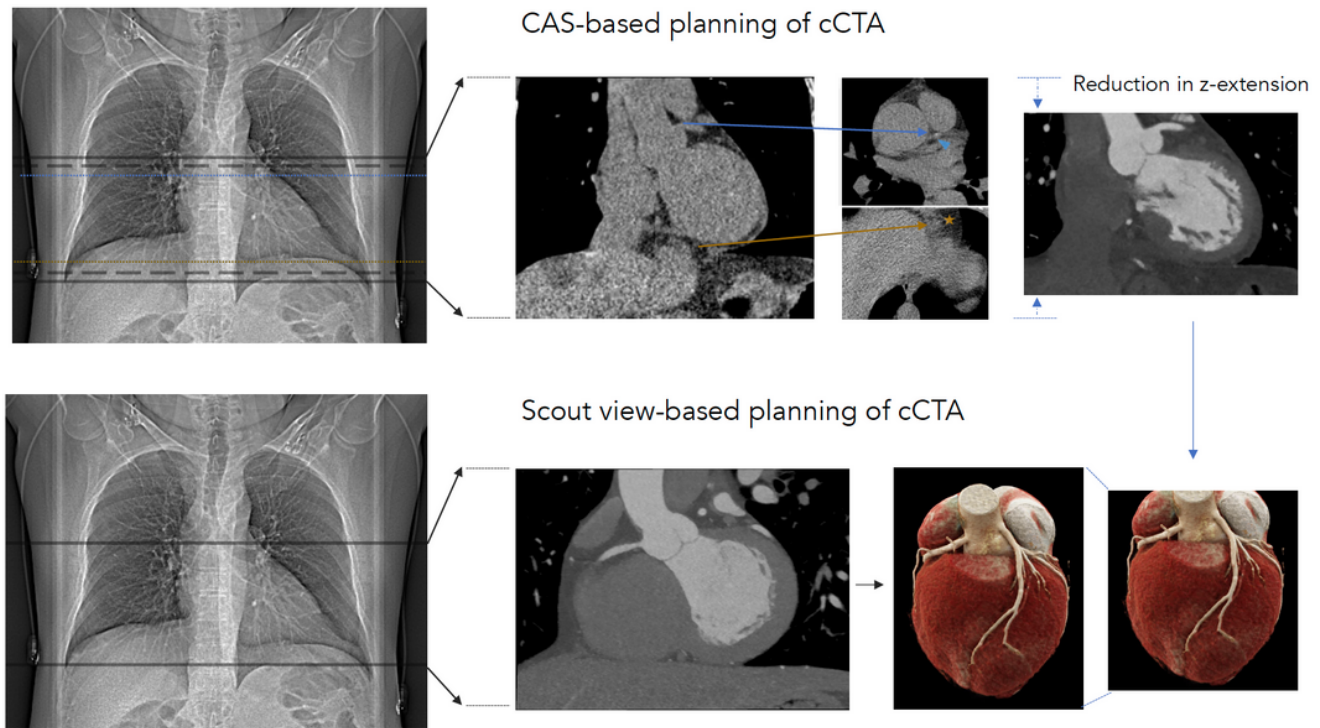 CAS-based planning of cCTA
Reduction in z-extension
Scout view-based planning of cCTA